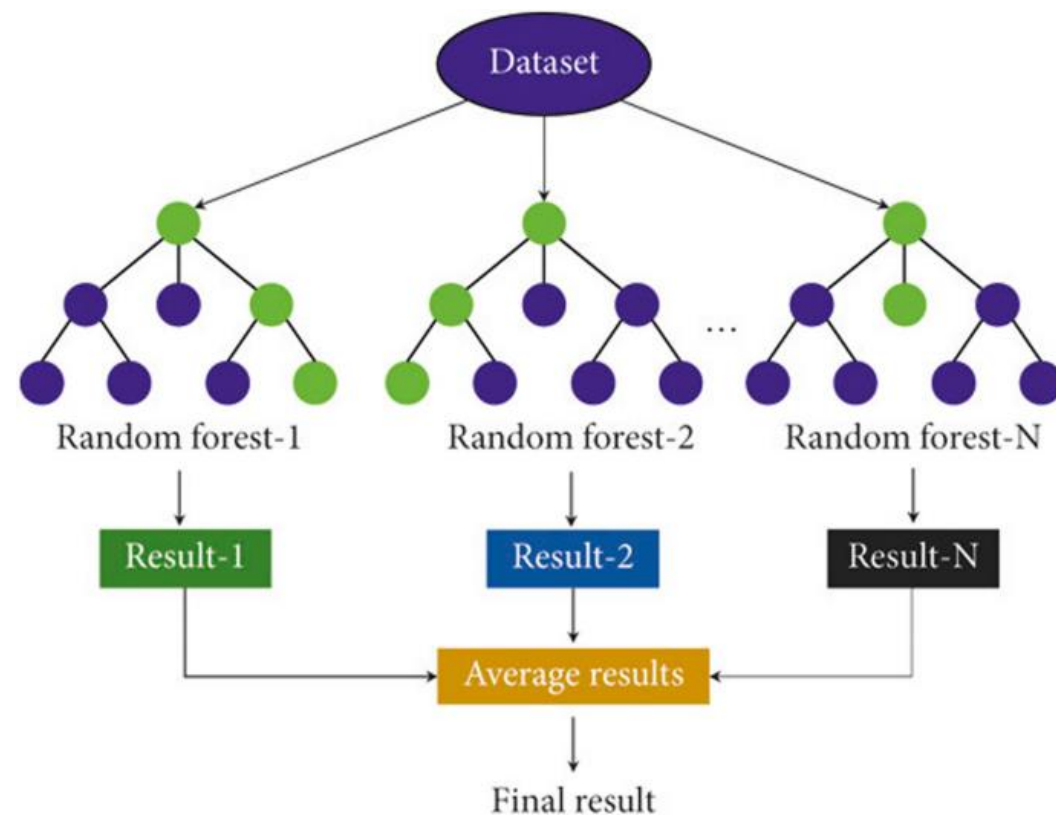 Dataset
...
Random forest-1
Random forest-2
Random forest-N
Result-1
Result-2
Result-N
Average results
Final result